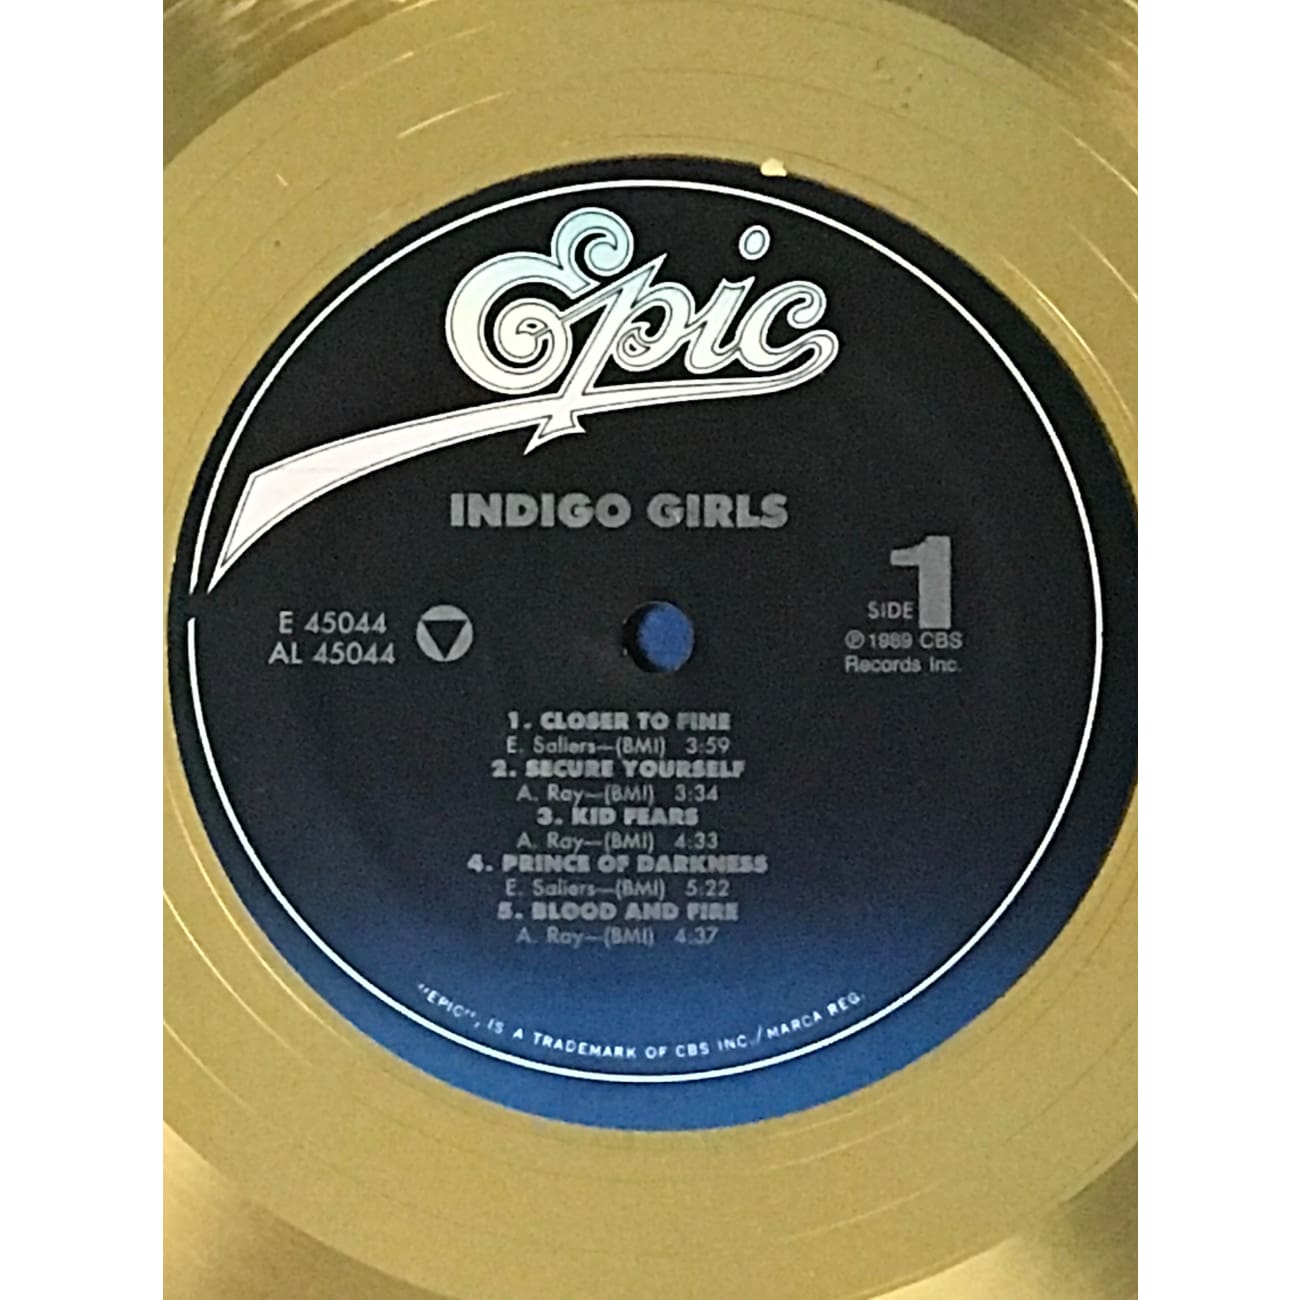 Epic
INDIGO GIRLS
E 45044
AL 45044
SIDE 1
℗ 1989 CBS
Records Inc.
1. CLOSER TO FINE
E. Saliers—(BMI) 3:59
2. SECURE YOURSELF
A. Ray—(BMI) 3:34
3. KID FEARS
A. Ray—(BMI) 4:33
4. PRINCE OF DARKNESS
E. Saliers—(BMI) 5:22
5. BLOOD AND FIRE
A. Ray—(BMI) 4:37
"EPIC", IS A TRADEMARK OF CBS INC./MARCA REG.